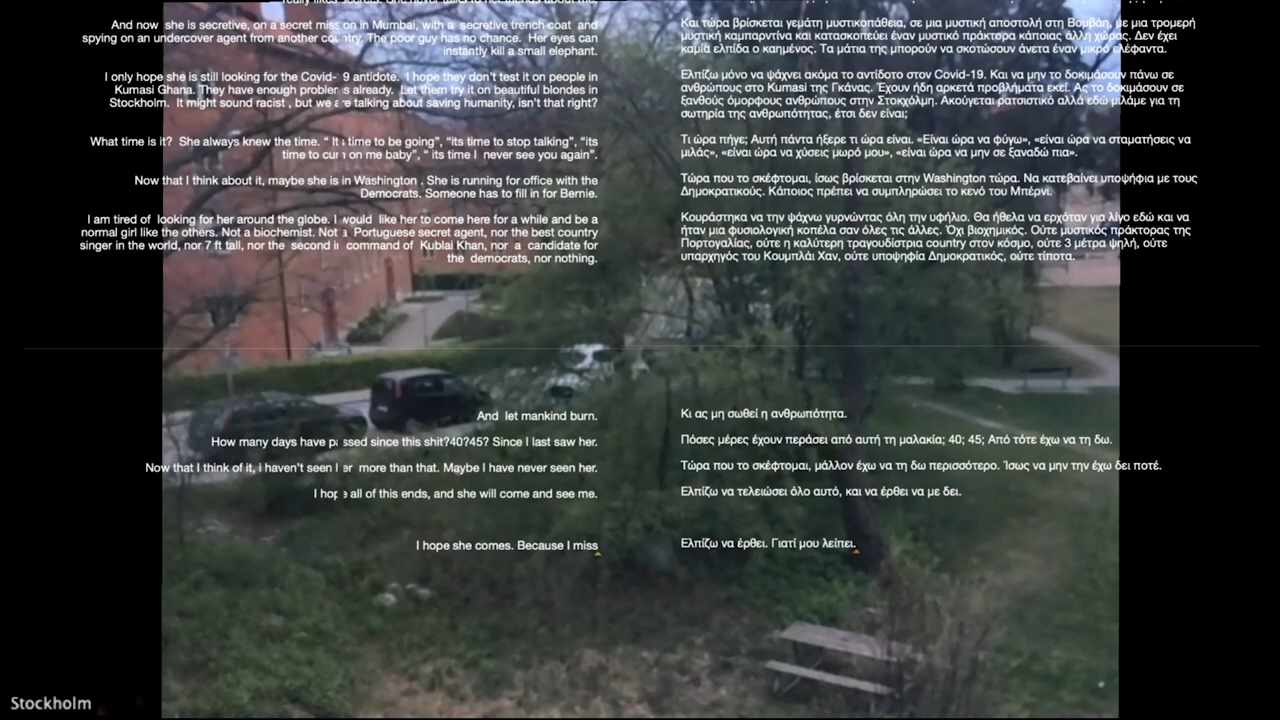 And now she is secretive, on a secret mission in Mumbai, with a secretive trench coat and
spying on an undercover agent from another country. The poor guy has no chance. Her eyes can
instantly kill a small elephant.
I only hope she is still looking for the Covid-19 antidote. I hope they don't test it on people in
Kumasi Ghana. They have enough problems already. Let them try it on beautiful blondes in
Stockholm. It might sound racist , but we are talking about saving humanity, isn't that right?
What time is it? She always knew the time. " It s time to be going", "its time to stop talking", "its
time to cum on me baby", " its time I never see you again".
Now that I think about it, maybe she is in Washington . She is running for office with the
Democrats. Someone has to fill in for Bernie.
I am tired of looking for her around the globe. I would like her to come here for a while and be a
normal girl like the others. Not a biochemist. Not a Portuguese secret agent, nor the best country
singer in the world, nor 7 ft tall, nor the second in command of Kublai Khan, nor a candidate for
the democrats, nor nothing.
And let mankind burn.
How many days have passed since this shit?40?45? Since I last saw her.
Now that I think of it, i haven't seen her more than that. Maybe I have never seen her.
I hope all of this ends, and she will come and see me.
I hope she comes. Because I miss
Και τώρα βρίσκεται γεμάτη μυστικοπάθεια, σε μια μυστική αποστολή στη Βομβάη, με μια τρομερή
μυστική καμπαρντίνα και κατασκοπεύει έναν μυστικό πράκτορα κάποιας άλλη χώρας. Δεν έχει
καμία ελπίδα ο καημένος. Τα μάτια της μπορούν να σκοτώσουν άνετα έναν μικρό ελέφαντα.
Ελπίζω μόνο να ψάχνει ακόμα το αντίδοτο στον Covid-19. Και να μην το δοκιμάσουν πάνω σε
ανθρώπους στο Kumasi της Γκάνας. Έχουν ήδη αρκετά προβλήματα εκεί. Ας το δοκιμάσουν σε
ξανθούς όμορφους ανθρώπους στην Στοκχόλμη. Ακούγεται ρατσιστικό αλλά εδώ μιλάμε για τη
σωτηρία της ανθρωπότητας, έτσι δεν είναι;
Τι ώρα πήγε; Αυτή πάντα ήξερε τι ώρα είναι. «Είναι ώρα να φύγω», «είναι ώρα να σταματήσεις να
μιλάς», «είναι ώρα να χύσεις μωρό μου», «είναι ώρα να μην σε ξαναδώ πια».
Τώρα που το σκέφτομαι, ίσως βρίσκεται στην Washington τώρα. Να κατεβαίνει υποψήφια με τους
Δημοκρατικούς. Κάποιος πρέπει να συμπληρώσει το κενό του Μπέρνι.
Κουράστηκα να την ψάχνω γυρνώντας όλη την υφήλιο. Θα ήθελα να ερχόταν για λίγο εδώ και να
ήταν μια φυσιολογική κοπέλα σαν όλες τις άλλες. Όχι βιοχημικός. Ούτε μυστικός πράκτορας της
Πορτογαλίας, ούτε η καλύτερη τραγουδίστρια country στον κόσμο, ούτε 3 μέτρα ψηλή, ούτε
υπαρχηγός του Κουμπλάι Χαν, ούτε υποψηφία Δημοκρατικός, ούτε τίποτα.
Κι ας μη σωθεί η ανθρωπότητα.
Πόσες μέρες έχουν περάσει από αυτή τη μαλακία; 40; 45; Από τότε έχω να τη δω.
Τώρα που το σκέφτομαι, μάλλον έχω να τη δω περισσότερο. Ίσως να μην την έχω δει ποτέ.
Ελπίζω να τελειώσει όλο αυτό, και να έρθει να με δει.
Ελπίζω να έρθει. Γιατί μου λείπει.
Stockholm